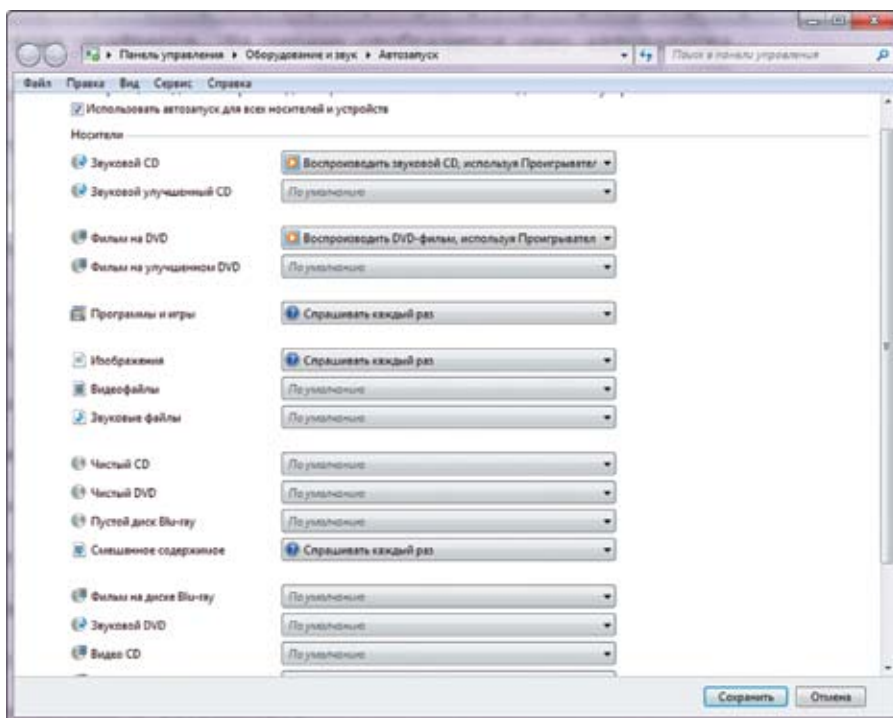 Панель управления ▸ Оборудование и звук ▸ Автозапуск
Поиск в панели управления
Файл Правка Вид Сервис Справка
Использовать автозапуск для всех носителей и устройств
Носители
Звуковой CD Воспроизводить звуковой CD, используя Проигрывател
Звуковой улучшенный CD По умолчанию
Фильм на DVD Воспроизводить DVD-фильм, используя Проигрывател
Фильм на улучшенном DVD По умолчанию
Программы и игры Спрашивать каждый раз
Изображения Спрашивать каждый раз
Видеофайлы По умолчанию
Звуковые файлы По умолчанию
Чистый CD По умолчанию
Чистый DVD По умолчанию
Пустой диск Blu-ray По умолчанию
Смешанное содержимое Спрашивать каждый раз
Фильм на диске Blu-ray По умолчанию
Звуковой DVD По умолчанию
Видео CD По умолчанию
Сохранить Отмена